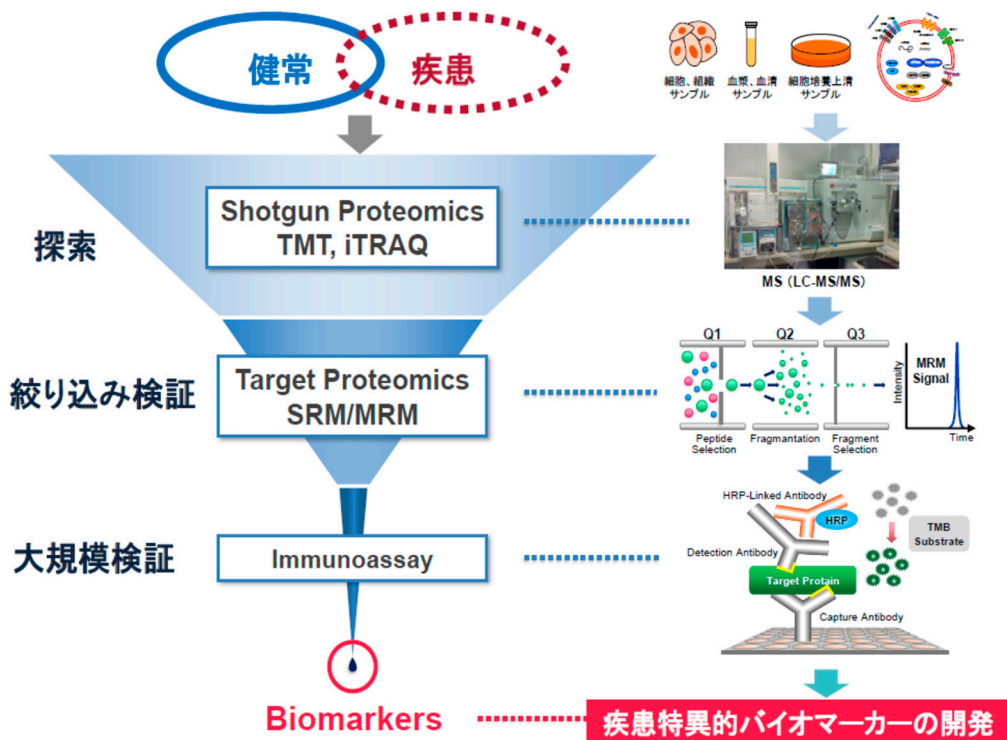 健常
疾患
細胞、組織
サンプル
血漿、血清
サンプル
細胞培養上清
サンプル
探索
Shotgun Proteomics
TMT, iTRAQ
MS (LC-MS/MS)
絞り込み検証
Target Proteomics
SRM/MRM
Q1
Q2
Q3
Peptide
Selection
Fragmantation
Fragment
Selection
Intensity
MRM
Signal
Time
大規模検証
Immunoassay
HRP-Linked Antibody
HRP
TMB
Substrate
Detection Antibody
Target Protain
Capture Antibody
Biomarkers
疾患特異的バイオマーカーの開発